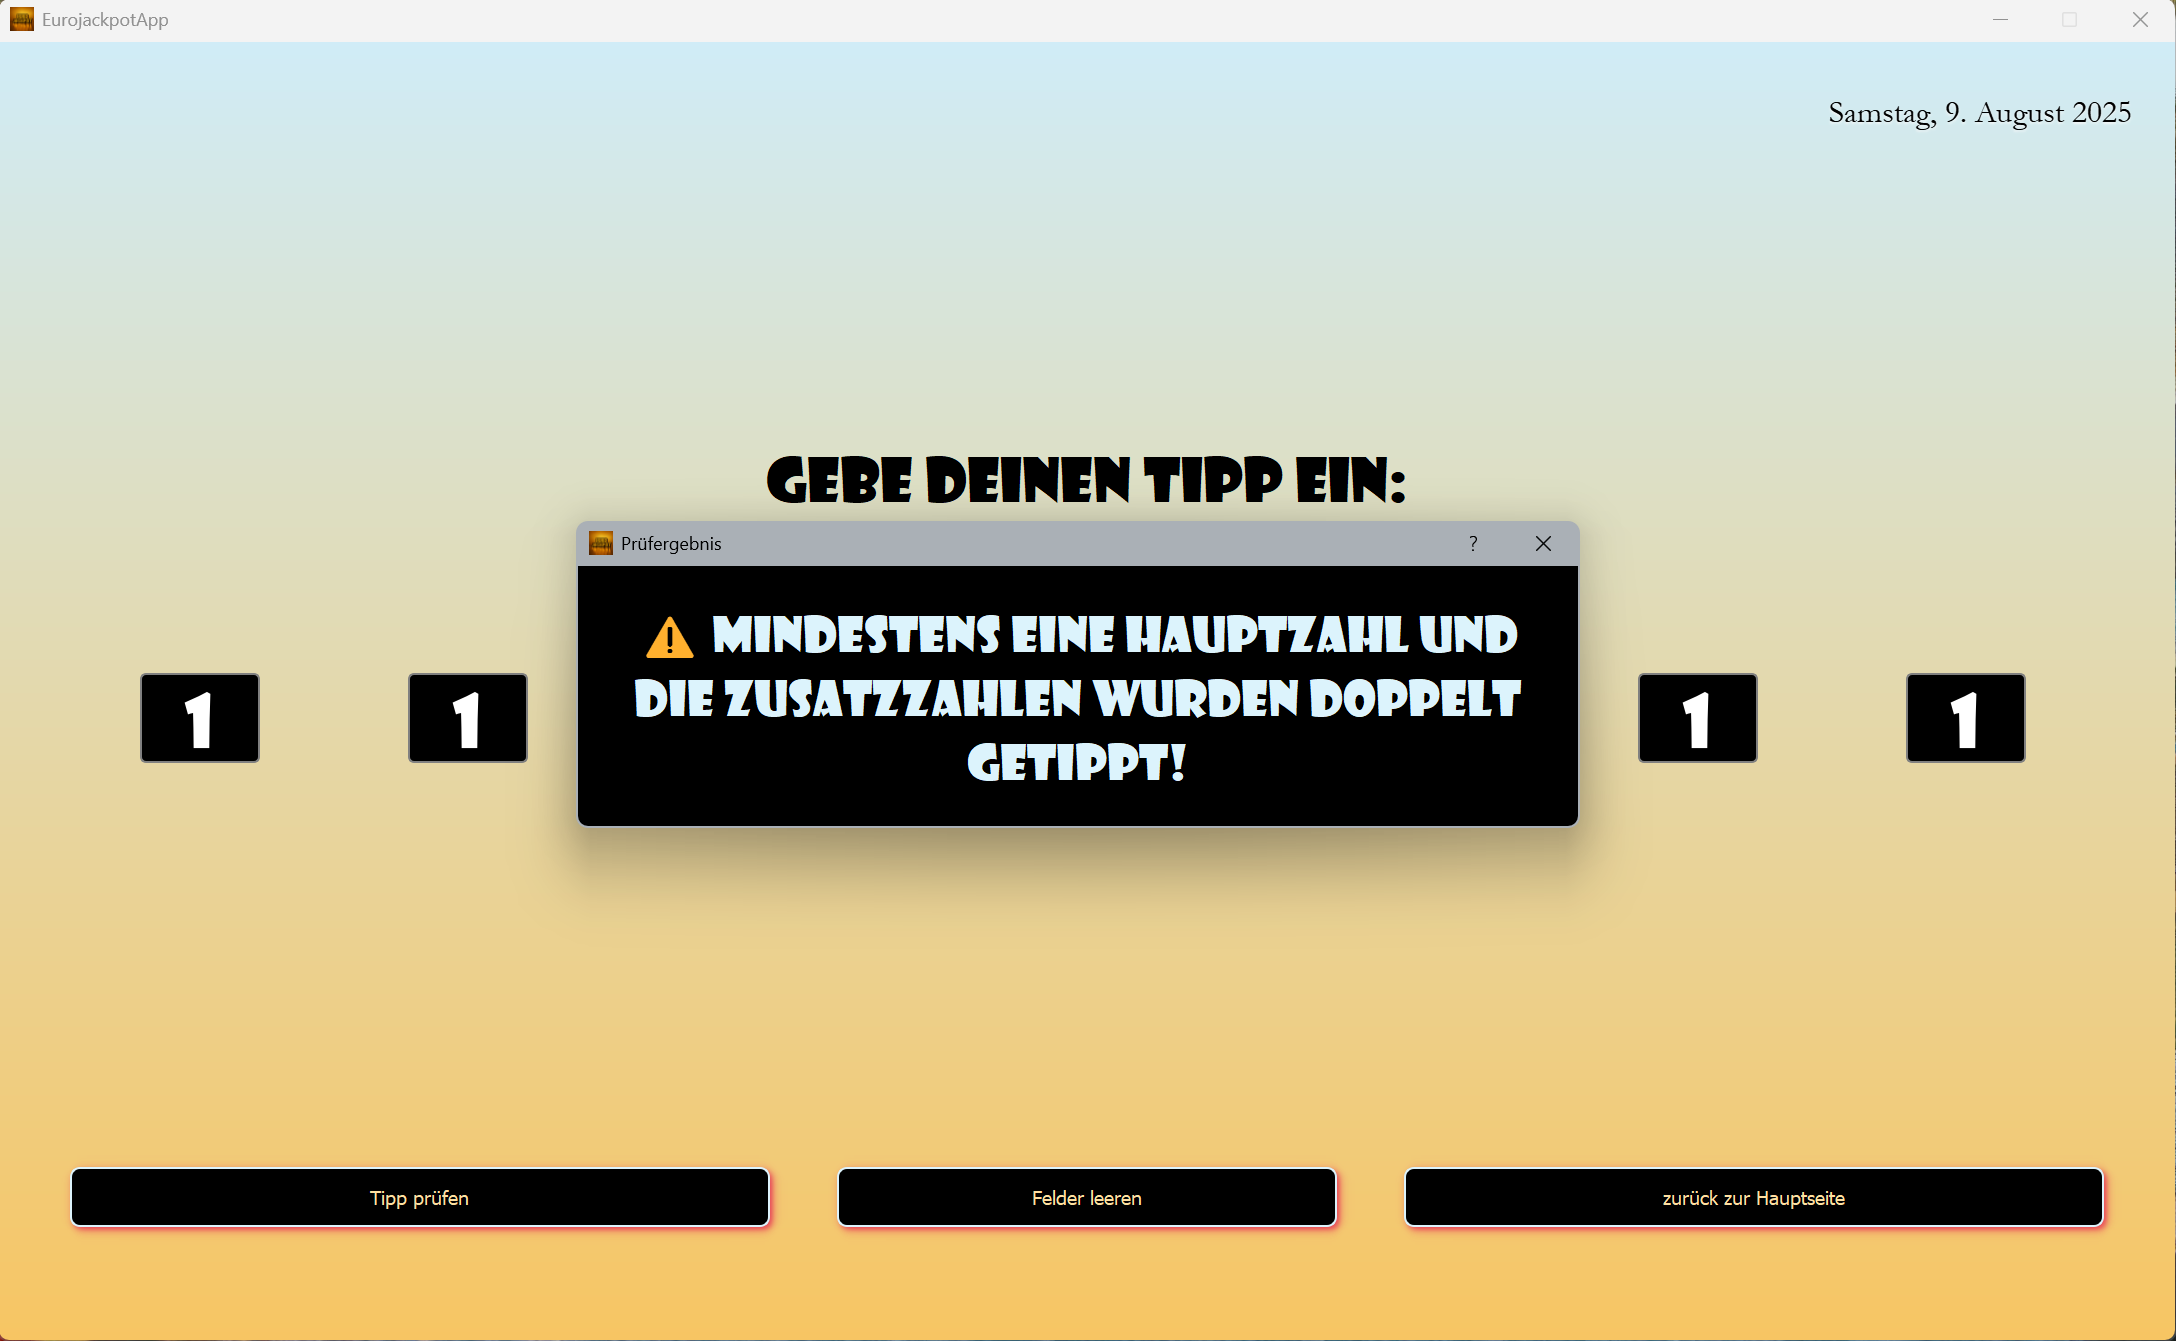 EurojackpotApp
Samstag, 9. August 2025
GEBE DEINEN TIPP EIN:
Prüfergebnis
?
⚠ MINDESTENS EINE HAUPTZAHL UND
DIE ZUSATZZAHLEN WURDEN DOPPELT
GETIPPT!
1 1 1 1
Tipp prüfen Felder leeren zurück zur Hauptseite